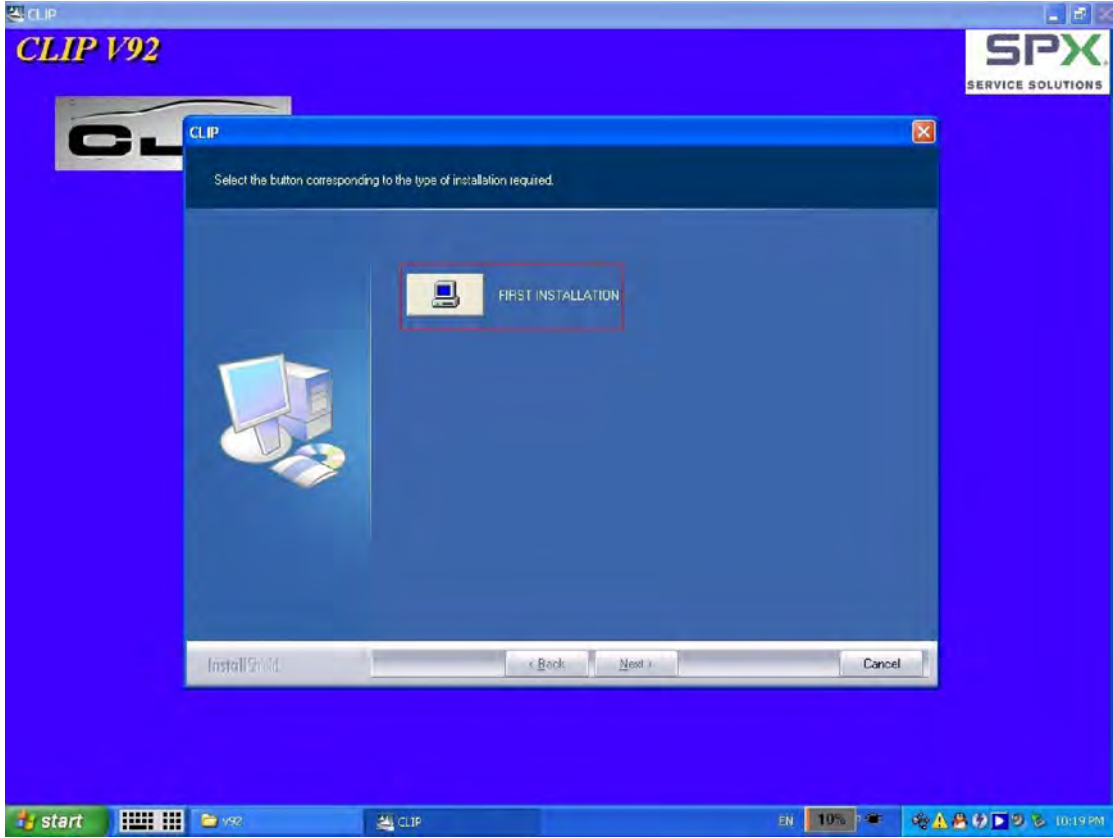 CLIP
CLIP V92
SPX
SERVICE SOLUTIONS
CLIP
Select the button corresponding to the type of installation required.
FIRST INSTALLATION
InstallShield
< Back
Next >
Cancel
start
v92
CLIP
EN
10%
10:19 PM